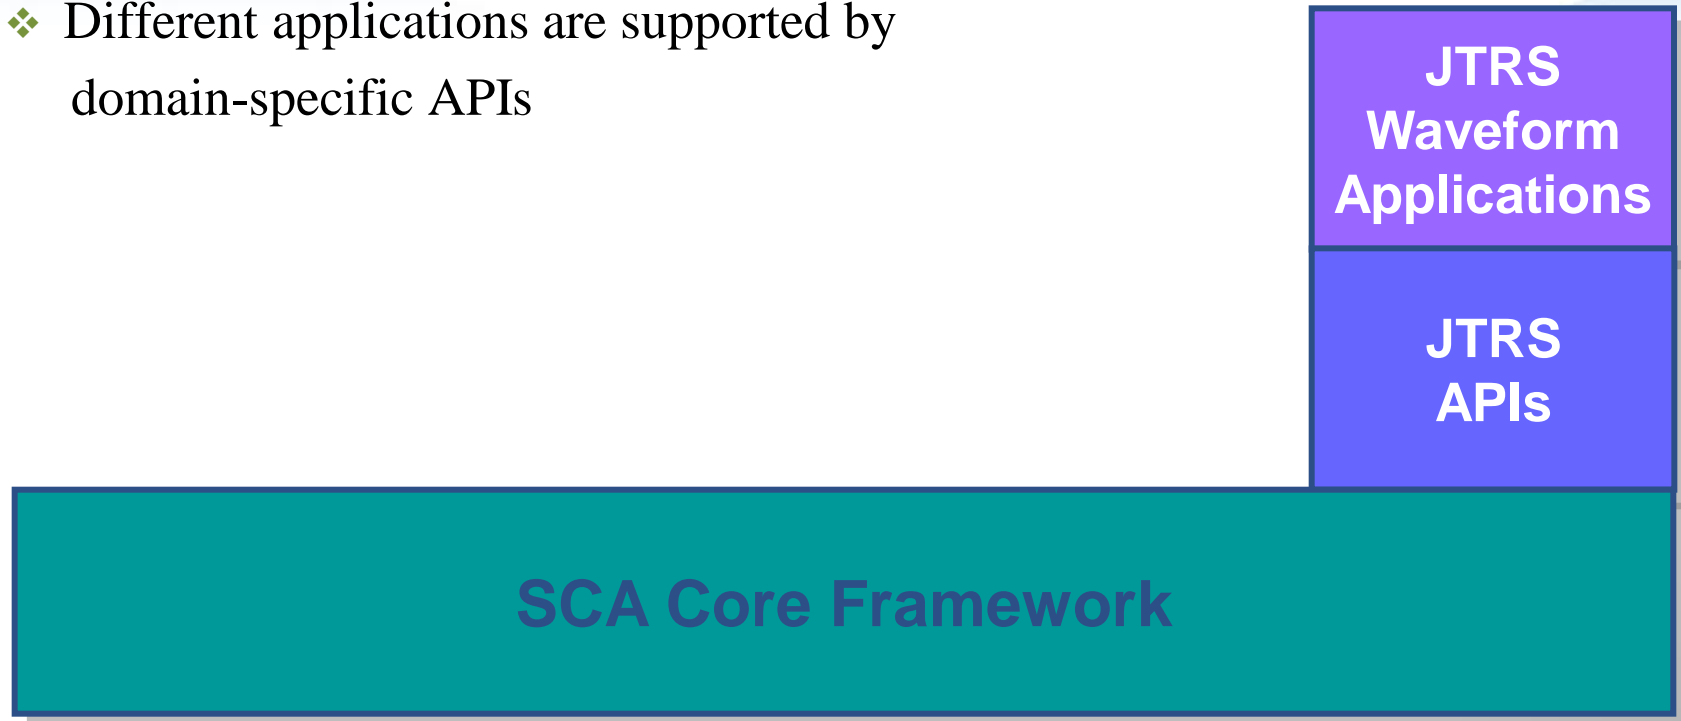 Different applications are supported by
domain-specific APIs
JTRS
Waveform
Applications
JTRS
APIs
SCA Core Framework